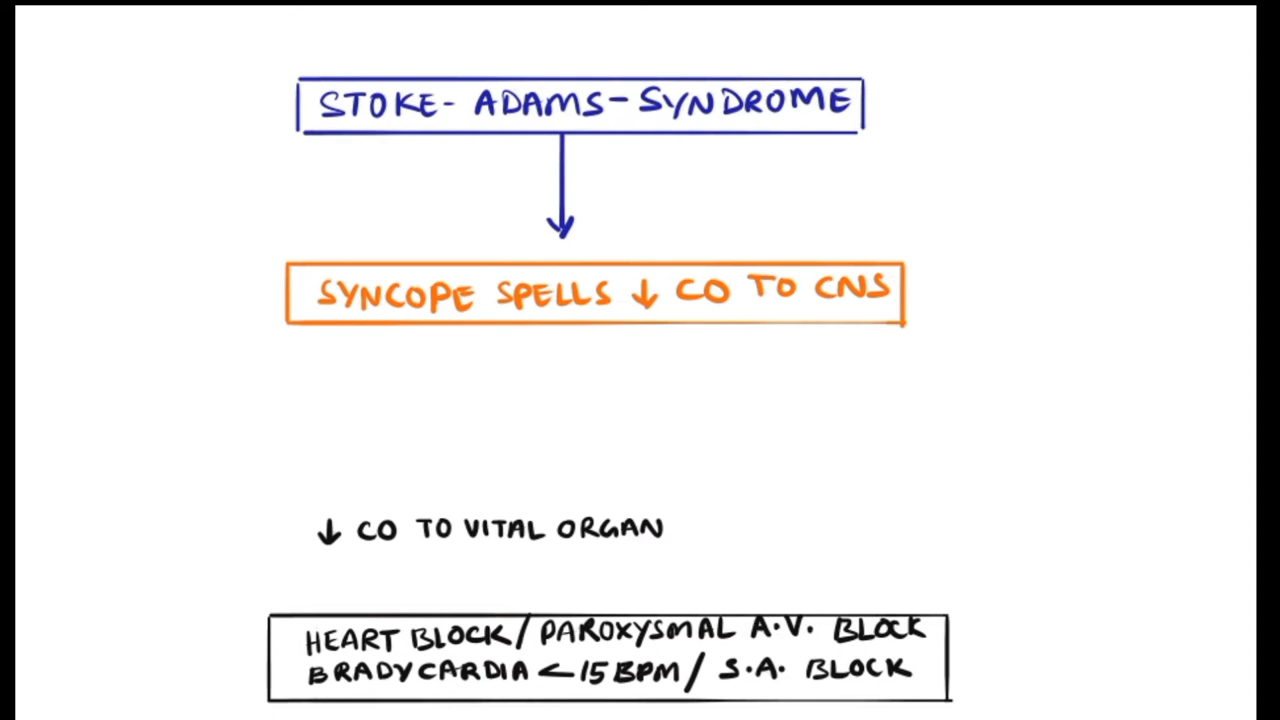 STOKE- ADAMS- SYNDROME
SYNCOPE SPELLS ↓ CO TO CNS
↓ CO TO VITAL ORGAN
HEART BLOCK/ PAROXYSMAL A.V. BLOCK
BRADYCARDIA <15 BPM/ S.A. BLOCK